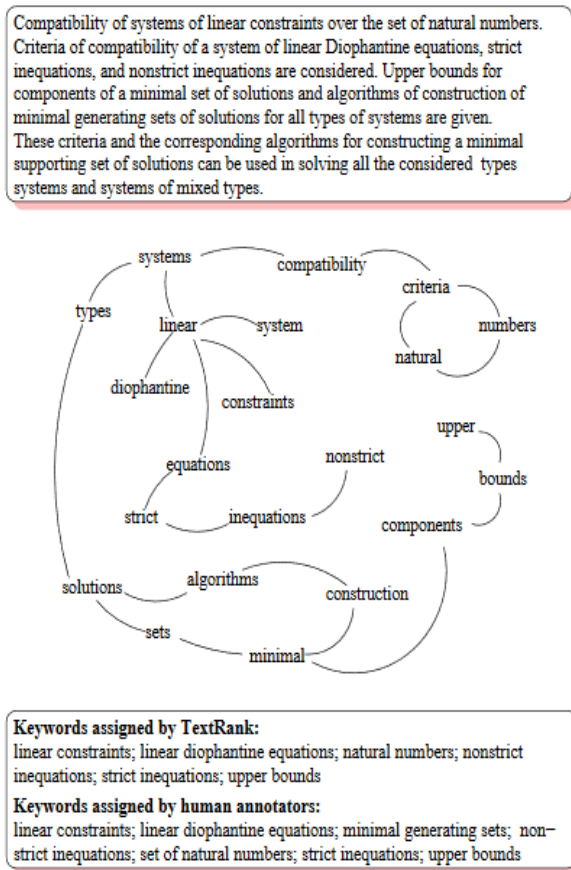 Compatibility of systems of linear constraints over the set of natural numbers.
Criteria of compatibility of a system of linear Diophantine equations, strict
inequations, and nonstrict inequations are considered. Upper bounds for
components of a minimal set of solutions and algorithms of construction of
minimal generating sets of solutions for all types of systems are given.
These criteria and the corresponding algorithms for constructing a minimal
supporting set of solutions can be used in solving all the considered types
systems and systems of mixed types.
systems
compatibility
criteria
types
linear
system
numbers
natural
diophantine
constraints
upper
equations
nonstrict
bounds
strict
inequations
components
solutions
algorithms
construction
sets
minimal
Keywords assigned by TextRank:
linear constraints; linear diophantine equations; natural numbers; nonstrict
inequations; strict inequations; upper bounds
Keywords assigned by human annotators:
linear constraints; linear diophantine equations; minimal generating sets; non−
strict inequations; set of natural numbers; strict inequations; upper bounds